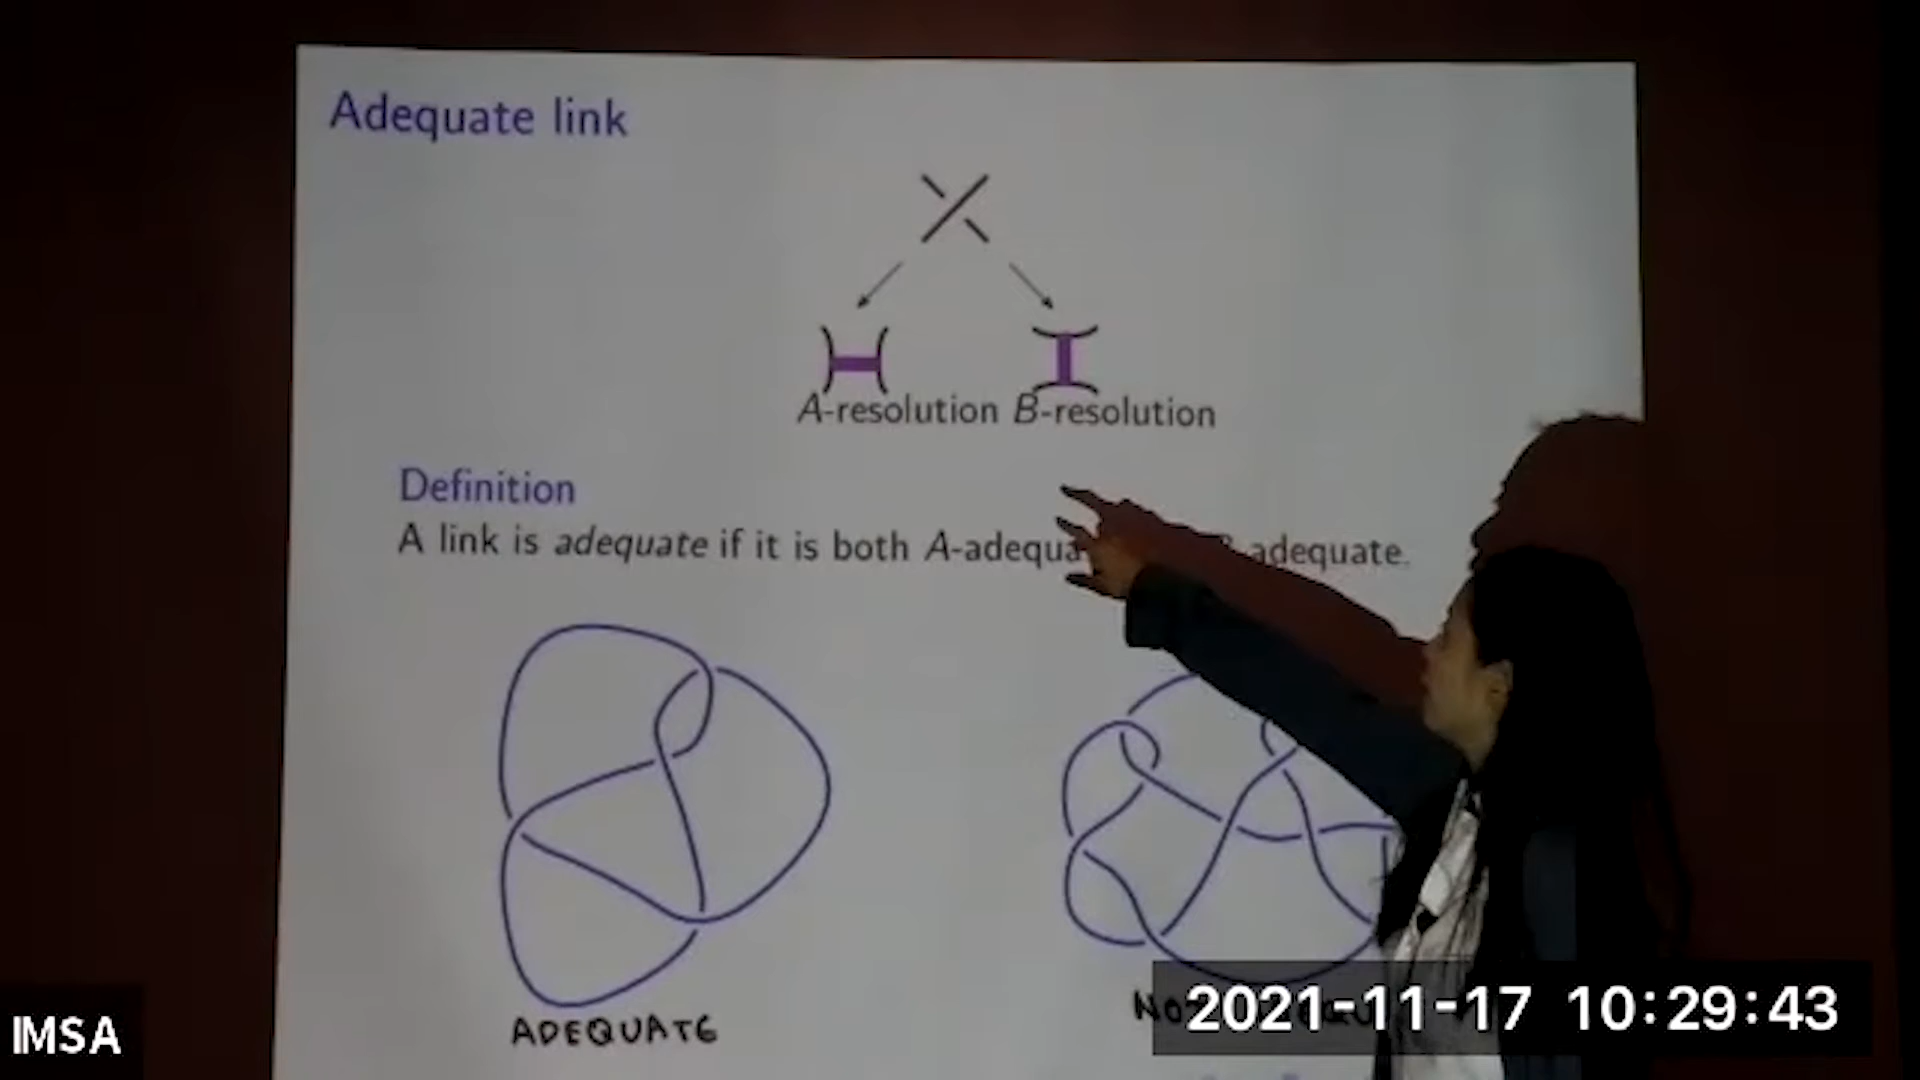 Adequate link
A-resolution B-resolution
Definition
A link is adequate if it is both A-adequa adequate.
ADEQUATE
NO
2021-11-17 10:29:43
IMSA